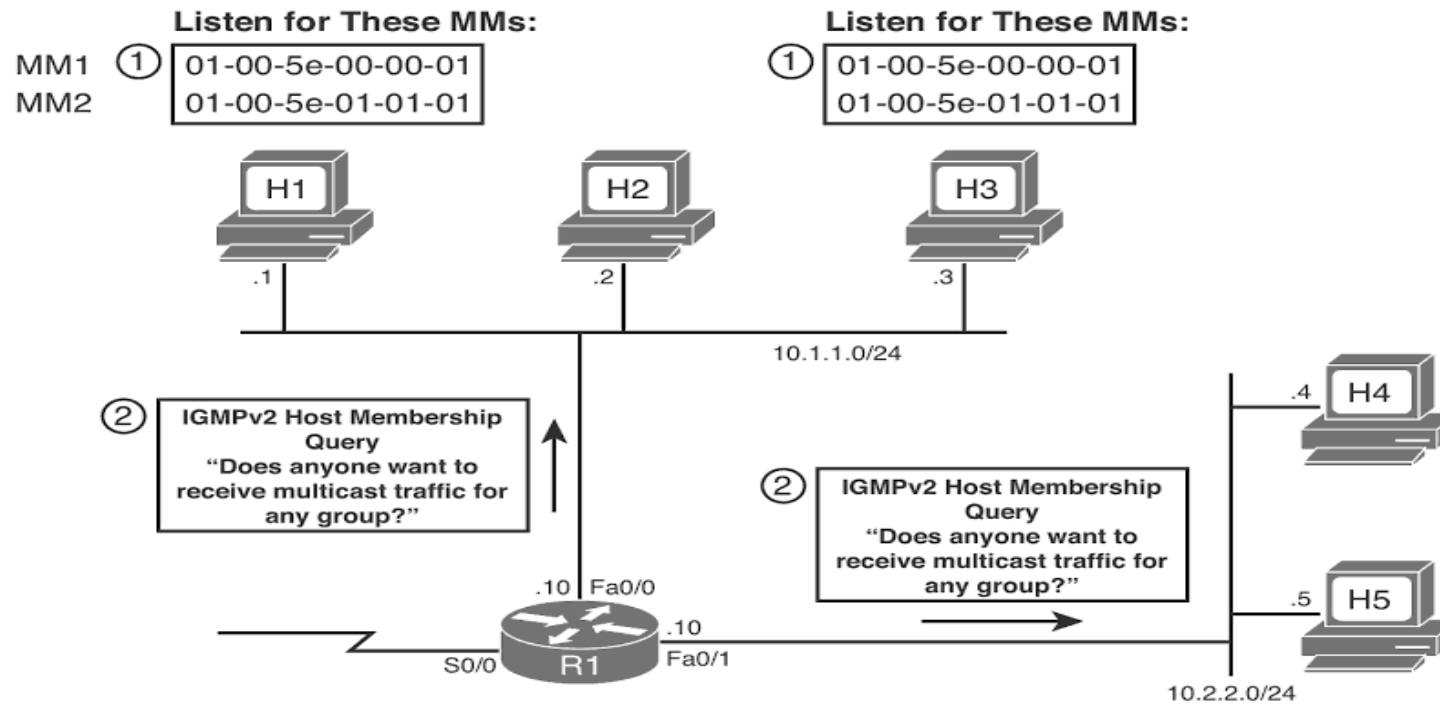 Listen for These MMs:
Listen for These MMs:
MM1 ① 01-00-5e-00-00-01
MM2 01-00-5e-01-01-01
① 01-00-5e-00-00-01
01-00-5e-01-01-01
H1
H2
H3
.1
.2
.3
10.1.1.0/24
② IGMPv2 Host Membership
Query
“Does anyone want to
receive multicast traffic for
any group?”
② IGMPv2 Host Membership
Query
“Does anyone want to
receive multicast traffic for
any group?”
.4
H4
.5
H5
.10 Fa0/0
.10
Fa0/1
S0/0
R1
10.2.2.0/24